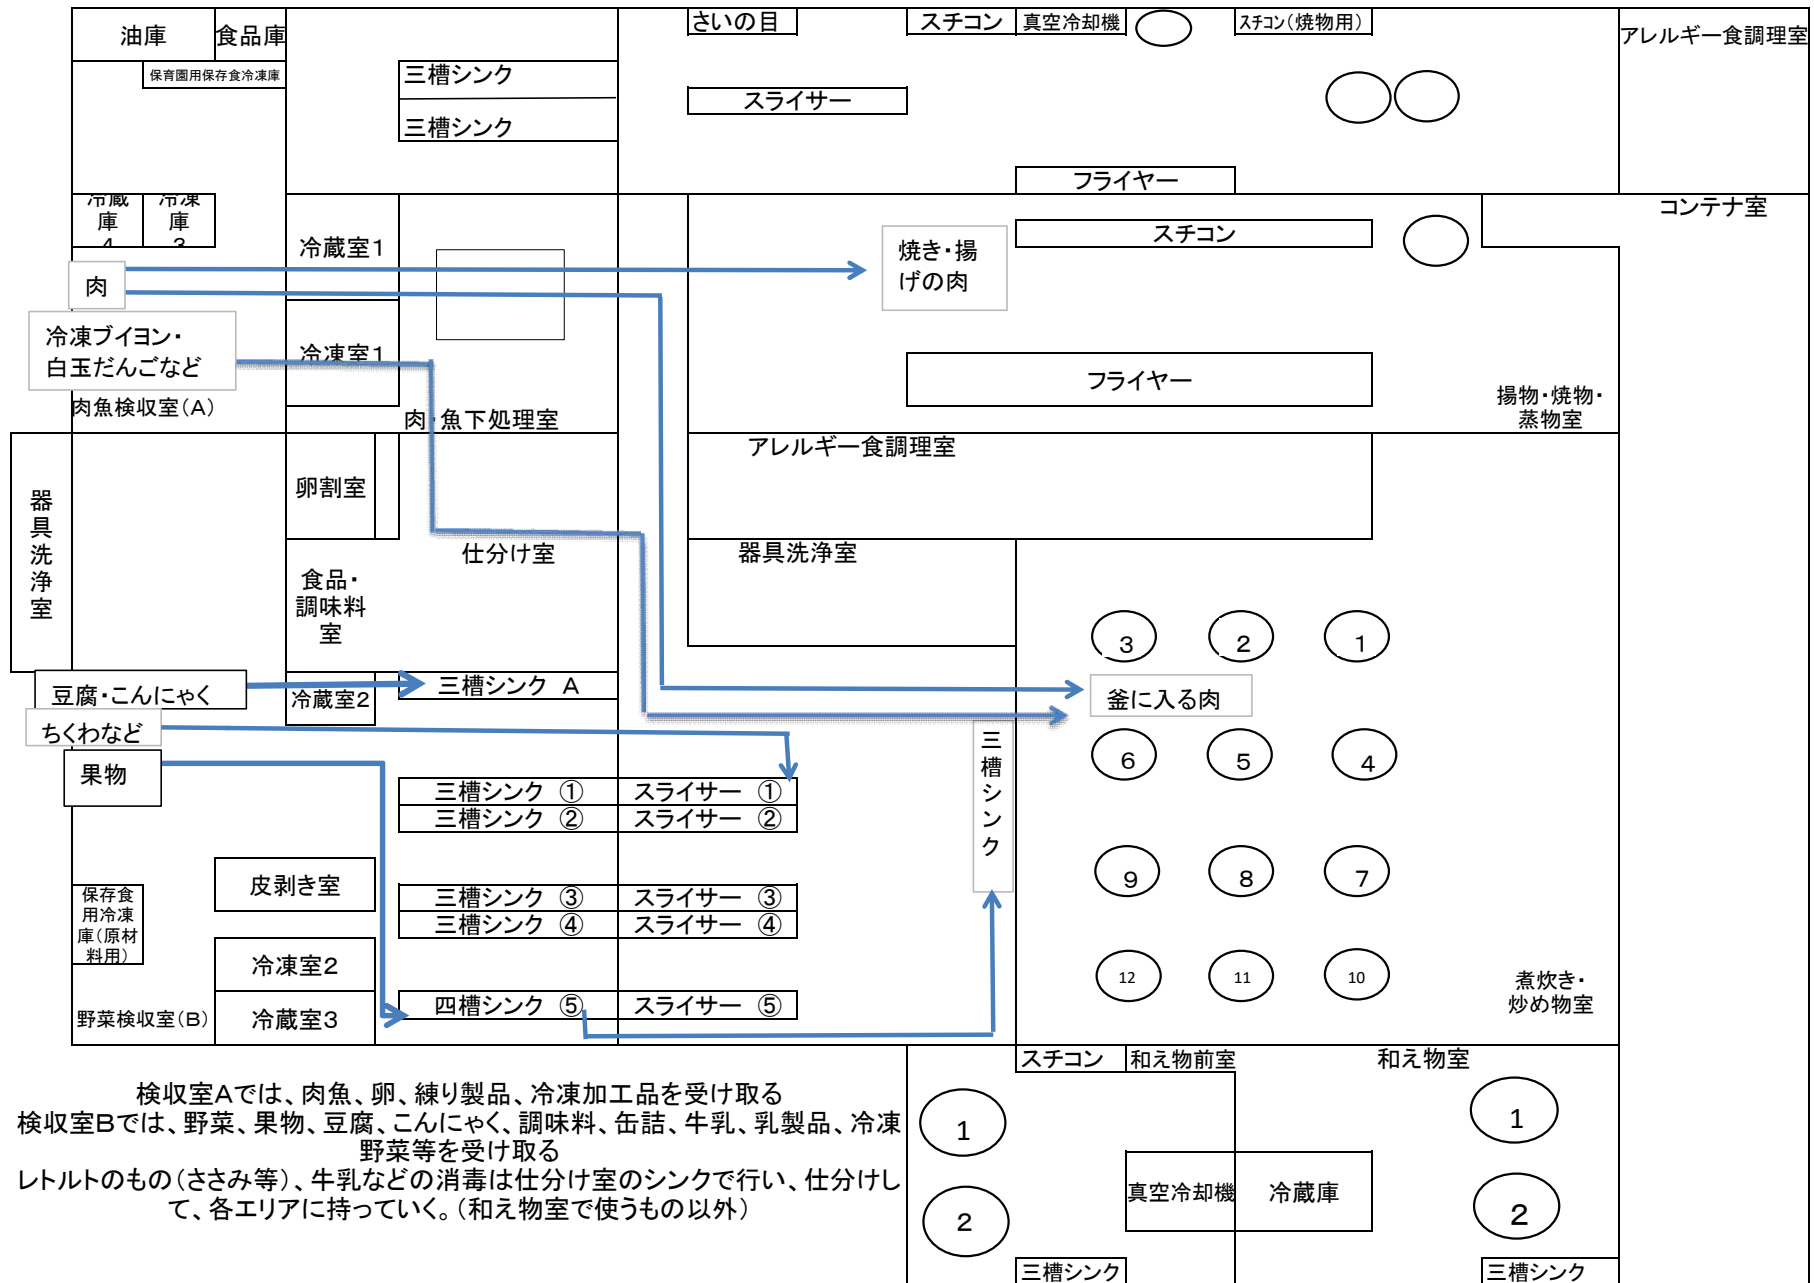 油庫
食品庫
保育園用保存食冷凍庫
三槽シンク
三槽シンク
さいの目
スライサー
スチコン
真空冷却機
スチコン(焼物用)
フライヤー
アレルギー食調理室
冷蔵
庫
4
冷凍
庫
3
冷蔵室1
冷凍室1
肉
冷凍ブイヨン・
白玉だんごなど
肉魚検収室(A)
肉・魚下処理室
焼き・揚
げの肉
スチコン
フライヤー
コンテナ室
揚物・焼物・
蒸物室
器
具
洗
浄
室
卵割室
食品・
調味料
室
仕分け室
アレルギー食調理室
器具洗浄室
豆腐・こんにゃく
ちくわなど
果物
冷蔵室2
三槽シンク A
三槽シンク ①
スライサー ①
三槽シンク ②
スライサー ②
三槽シンク ③
スライサー ③
三槽シンク ④
スライサー ④
四槽シンク ⑤
スライサー ⑤
皮剥き室
保存食
用冷凍
庫(原材
料用)
冷凍室2
冷蔵室3
野菜検収室(B)
三
槽
シ
ン
ク
釜に入る肉
3
2
1
6
5
4
9
8
7
12
11
10
煮炊き・
炒め物室
検収室Aでは、肉魚、卵、練り製品、冷凍加工品を受け取る
検収室Bでは、野菜、果物、豆腐、こんにゃく、調味料、缶詰、牛乳、乳製品、冷凍
野菜等を受け取る
レトルトのもの(ささみ等)、牛乳などの消毒は仕分け室のシンクで行い、仕分けし
て、各エリアに持っていく。(和え物室で使うもの以外)
スチコン
和え物前室
和え物室
1
2
真空冷却機
冷蔵庫
1
2
三槽シンク
三槽シンク